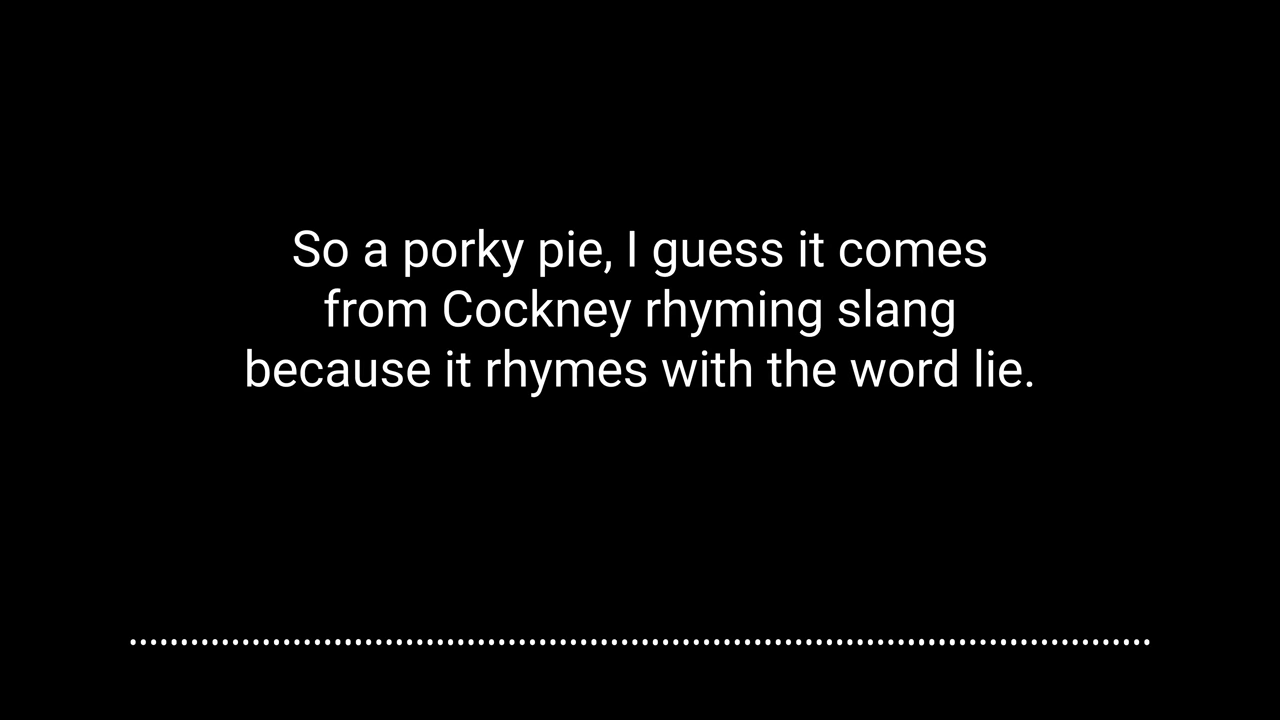 So a porky pie, I guess it comes
from Cockney rhyming slang
because it rhymes with the word lie.